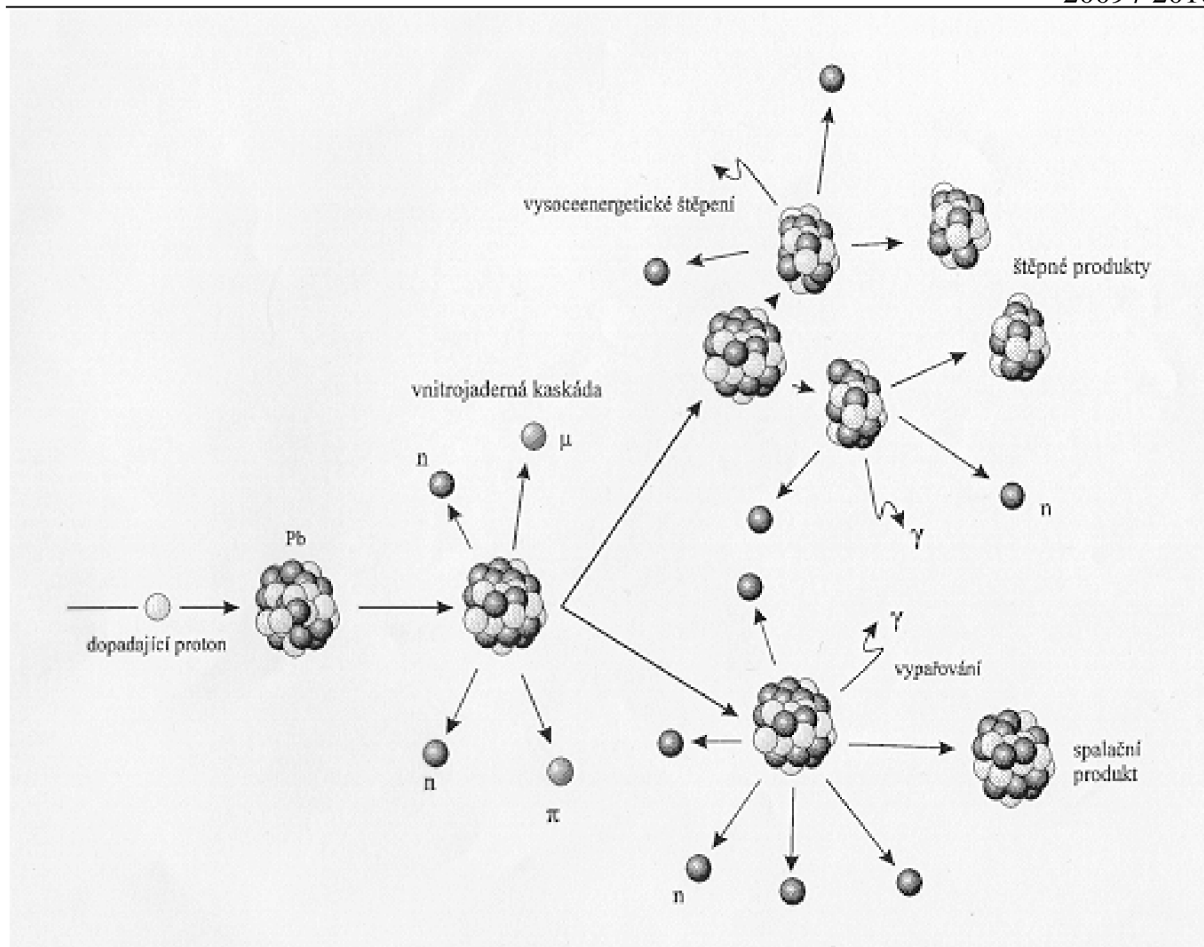 vysoceenergetické štěpení
štěpné produkty
vnitrojaderná kaskáda
μ
n
n
γ
Pb
dopadající proton
γ
vypařování
n
π
spalační
produkt
n